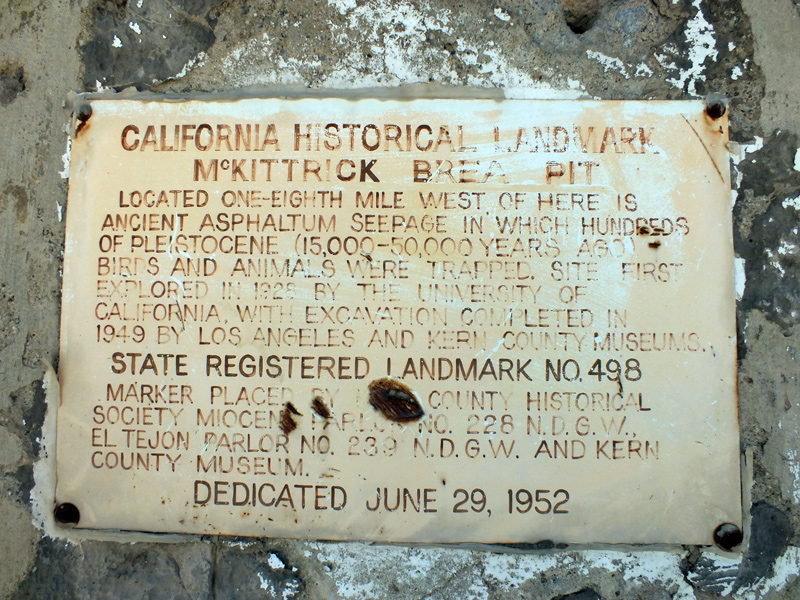 CALIFORNIA HISTORICAL LANDMARK
McKITTRICK BREA PIT
LOCATED ONE-EIGHTH MILE WEST OF HERE IS
ANCIENT ASPHALTUM SEEPAGE IN WHICH HUNDREDS
OF PLEISTOCENE (15,000-50,000 YEARS AGO)
BIRDS AND ANIMALS WERE TRAPPED. SITE FIRST
EXPLORED IN 1928 BY THE UNIVERSITY OF
CALIFORNIA, WITH EXCAVATION COMPLETED IN
1949 BY LOS ANGELES AND KERN COUNTY MUSEUMS.
STATE REGISTERED LANDMARK NO. 498
MARKER PLACED BY COUNTY HISTORICAL
SOCIETY MIOCENE PARLOR NO. 228 N.D.G.W.,
EL TEJON PARLOR NO. 239 N.D.G.W. AND KERN
COUNTY MUSEUM.
DEDICATED JUNE 29, 1952